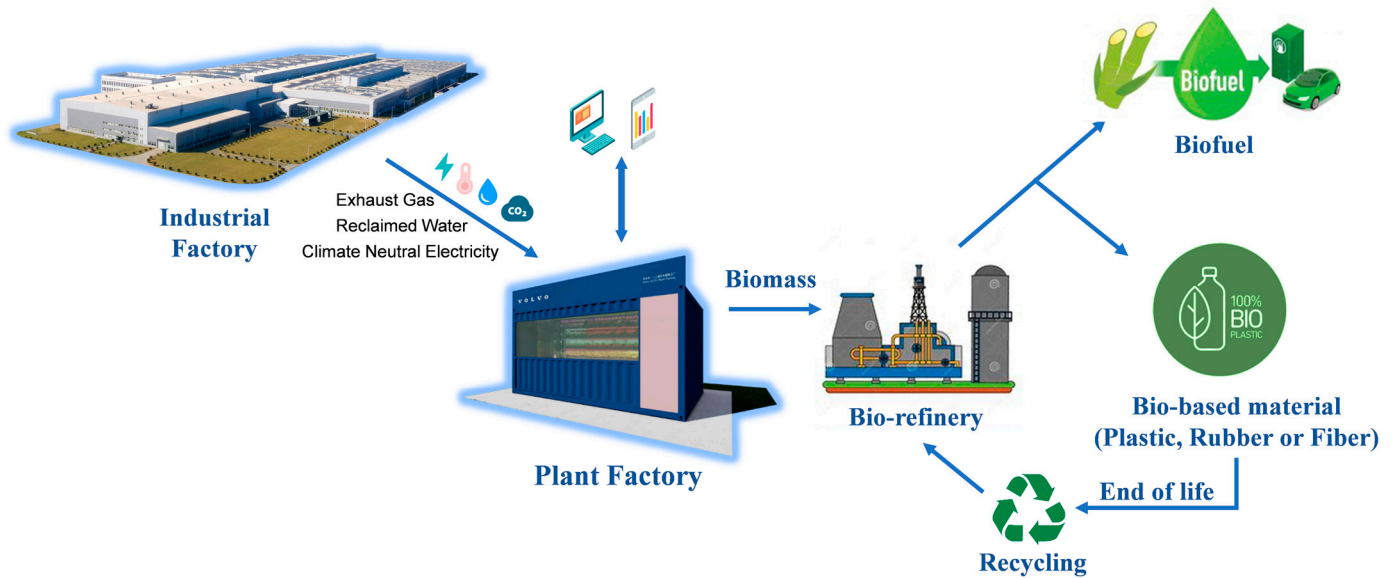 Industrial
Factory
Exhaust Gas
Reclaimed Water
Climate Neutral Electricity
CO₂
VOLVO
Plant Factory
Biomass
Bio-refinery
Biofuel
Biofuel
100%
BIO
PLASTIC
Bio-based material
(Plastic, Rubber or Fiber)
End of life
Recycling